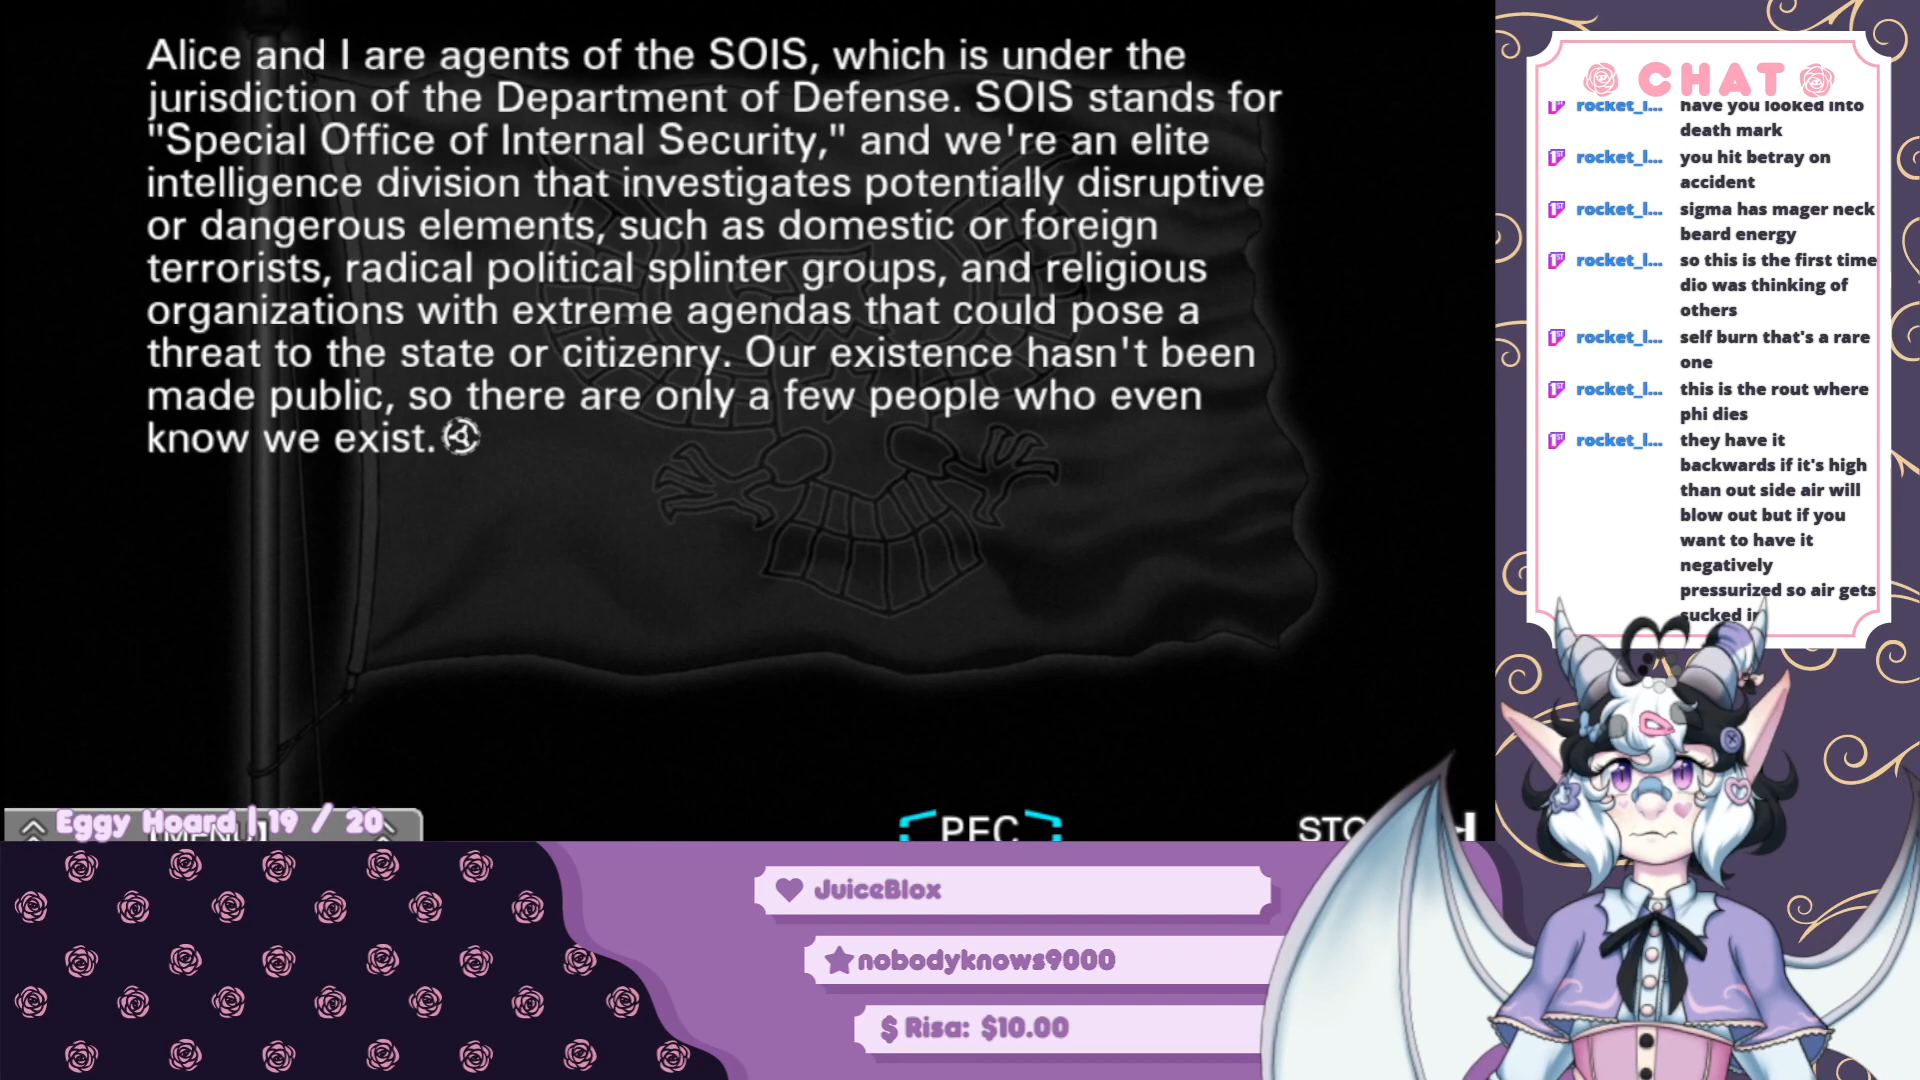 Alice and I are agents of the SOIS, which is under the
jurisdiction of the Department of Defense. SOIS stands for
"Special Office of Internal Security," and we're an elite
intelligence division that investigates potentially disruptive
or dangerous elements, such as domestic or foreign
terrorists, radical political splinter groups, and religious
organizations with extreme agendas that could pose a
threat to the state or citizenry. Our existence hasn't been
made public, so there are only a few people who even
know we exist.
CHAT
rocket_l... have you looked into
death mark
rocket_l... you hit betray on
accident
rocket_l... sigma has mager neck
beard energy
rocket_l... so this is the first time
dio was thinking of
others
rocket_l... self burn that's a rare
one
rocket_l... this is the rout where
phi dies
rocket_l... they have it
backwards if it's high
than out side air will
blow out but if you
want to have it
negatively
pressurized so air gets
sucked in
Eggy Hoard | 19 / 20
MENU
JuiceBlox
nobodyknows9000
$ Risa: $10.00